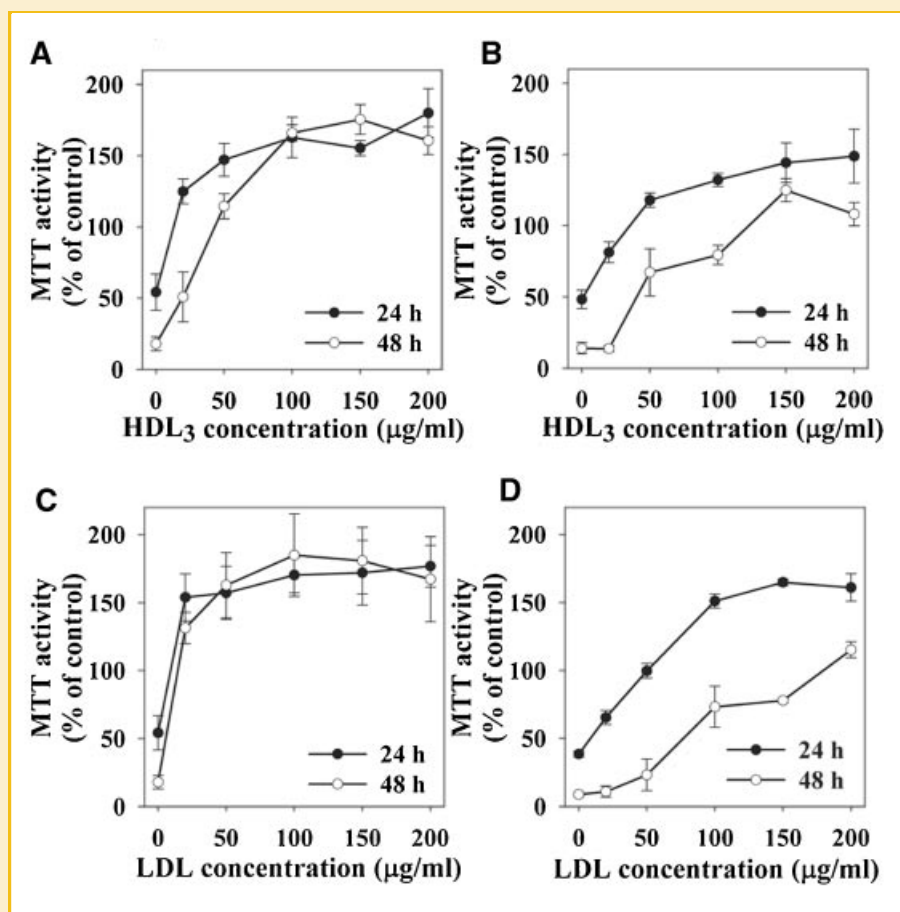 A
MTT activity
(% of control)
200
150
100
50
0
24 h
48 h
0 50 100 150 200
HDL3 concentration (μg/ml)
B
MTT activity
(% of control)
200
150
100
50
0
24 h
48 h
0 50 100 150 200
HDL3 concentration (μg/ml)
C
MTT activity
(% of control)
200
150
100
50
0
24 h
48 h
0 50 100 150 200
LDL concentration (μg/ml)
D
MTT activity
(% of control)
200
150
100
50
0
24 h
48 h
0 50 100 150 200
LDL concentration (μg/ml)